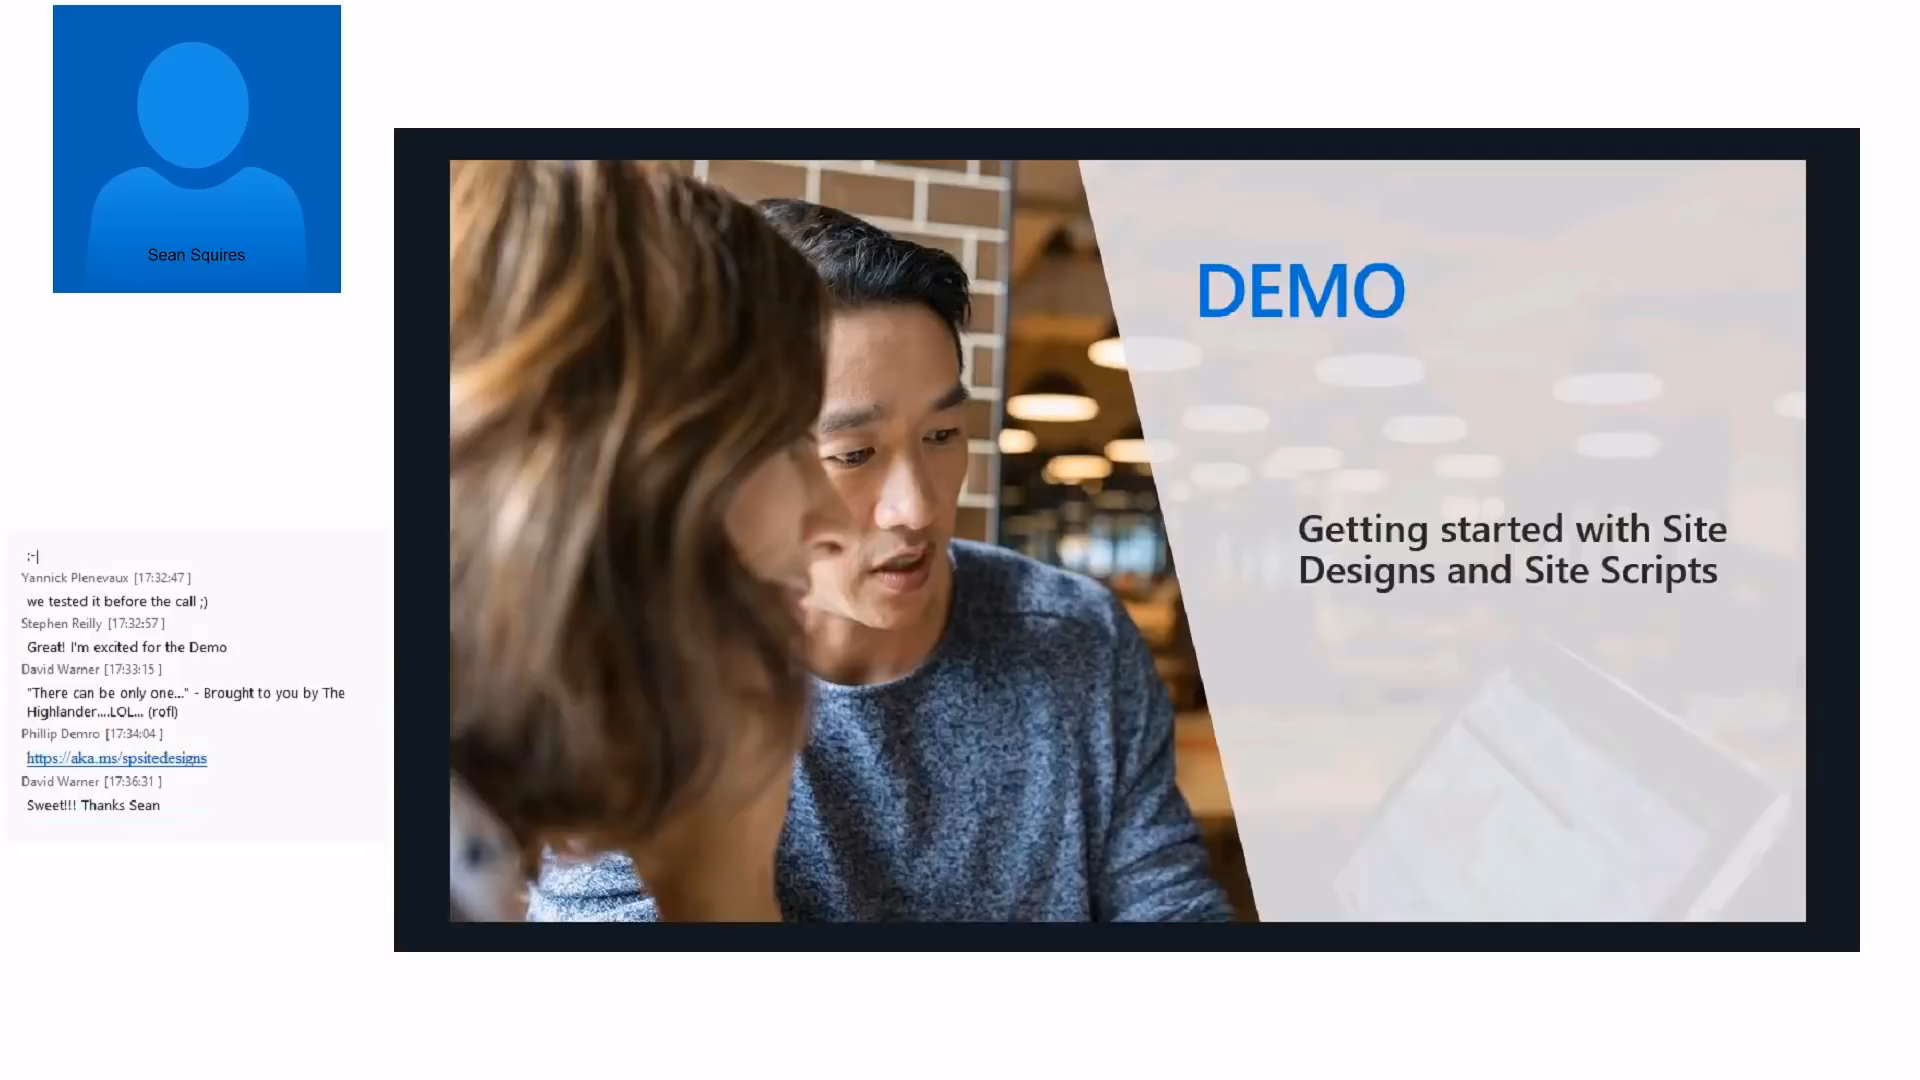 Sean Squires
:-|
Yannick Plenevaux [17:32:47 ]
we tested it before the call ;)
Stephen Reilly [17:32:57 ]
Great! I'm excited for the Demo
David Warner [17:33:15 ]
"There can be only one..." - Brought to you by The
Highlander....LOL... (rofl)
Phillip Demro [17:34:04 ]
https://aka.ms/spsitedesigns
David Warner [17:36:31 ]
Sweet!!! Thanks Sean
DEMO
Getting started with Site
Designs and Site Scripts